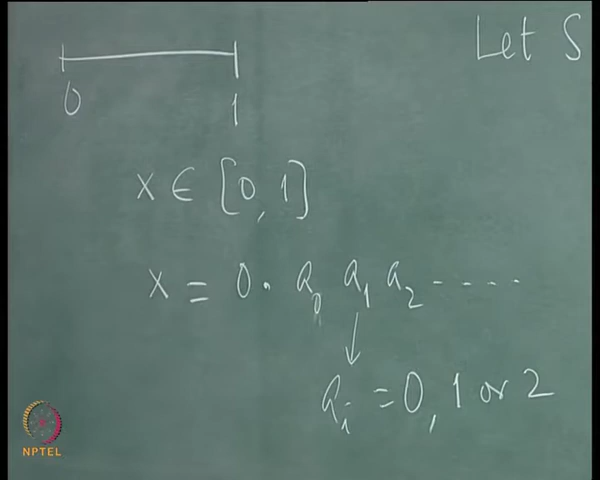 Let S
0 1
x ∈ [0, 1]
x = 0. a₀ a₁ a₂ .....
↓
aᵢ = 0, 1 or 2
NPTEL